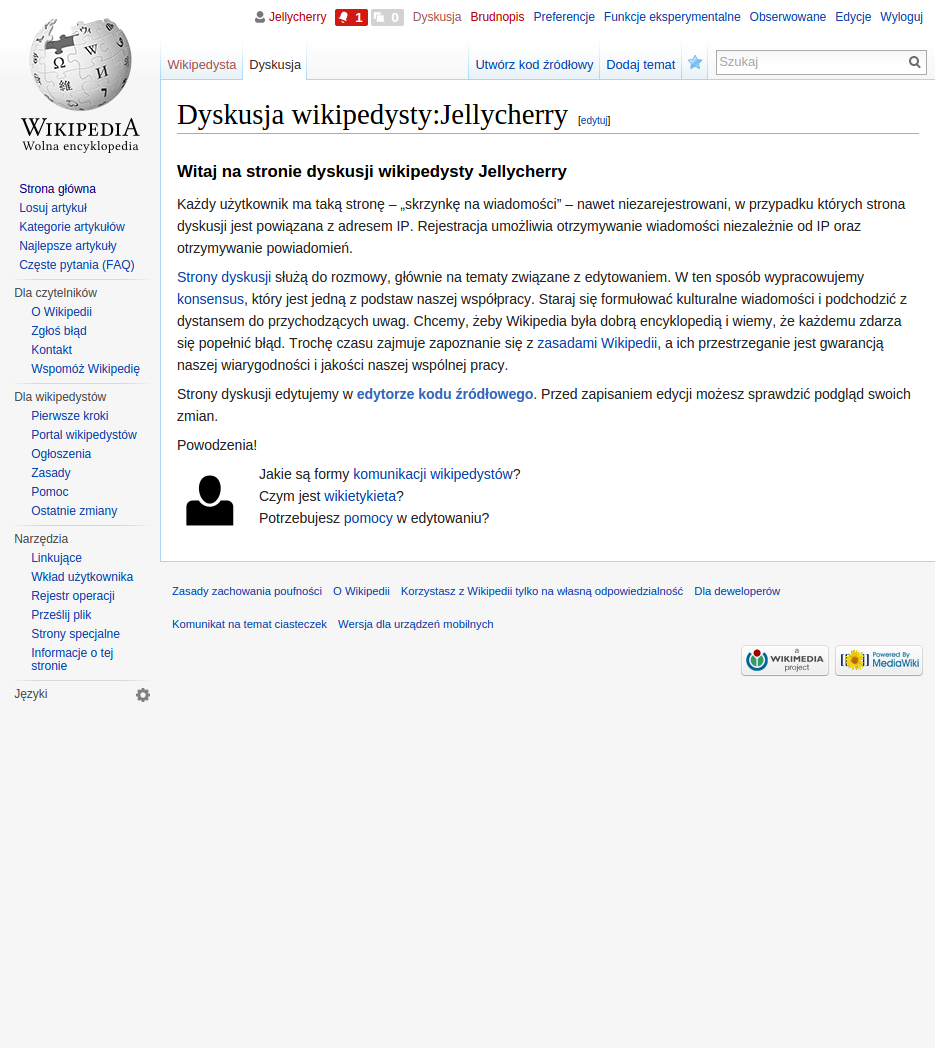 Jellycherry 1 0 Dyskusja Brudnopis Preferencje Funkcje eksperymentalne Obserwowane Edycje Wyloguj
Wikipedysta Dyskusja Utwórz kod źródłowy Dodaj temat Szukaj
WIKIPEDIA
Wolna encyklopedia
Strona główna
Losuj artykuł
Kategorie artykułów
Najlepsze artykuły
Częste pytania (FAQ)
Dla czytelników
O Wikipedii
Zgłoś błąd
Kontakt
Wspomóż Wikipedię
Dla wikipedystów
Pierwsze kroki
Portal wikipedystów
Ogłoszenia
Zasady
Pomoc
Ostatnie zmiany
Narzędzia
Linkujące
Wkład użytkownika
Rejestr operacji
Prześlij plik
Strony specjalne
Informacje o tej
stronie
Języki
Dyskusja wikipedysty:Jellycherry [edytuj]
Witaj na stronie dyskusji wikipedysty Jellycherry
Każdy użytkownik ma taką stronę – „skrzynkę na wiadomości” – nawet niezarejestrowani, w przypadku których strona
dyskusji jest powiązana z adresem IP. Rejestracja umożliwia otrzymywanie wiadomości niezależnie od IP oraz
otrzymywanie powiadomień.
Strony dyskusji służą do rozmowy, głównie na tematy związane z edytowaniem. W ten sposób wypracowujemy
konsensus, który jest jedną z podstaw naszej współpracy. Staraj się formułować kulturalne wiadomości i podchodzić z
dystansem do przychodzących uwag. Chcemy, żeby Wikipedia była dobrą encyklopedią i wiemy, że każdemu zdarza
się popełnić błąd. Trochę czasu zajmuje zapoznanie się z zasadami Wikipedii, a ich przestrzeganie jest gwarancją
naszej wiarygodności i jakości naszej wspólnej pracy.
Strony dyskusji edytujemy w edytorze kodu źródłowego. Przed zapisaniem edycji możesz sprawdzić podgląd swoich
zmian.
Powodzenia!
Jakie są formy komunikacji wikipedystów?
Czym jest wikietykieta?
Potrzebujesz pomocy w edytowaniu?
Zasady zachowania poufności O Wikipedii Korzystasz z Wikipedii tylko na własną odpowiedzialność Dla deweloperów
Komunikat na temat ciasteczek Wersja dla urządzeń mobilnych
a
WIKIMEDIA
project
Powered By
MediaWiki